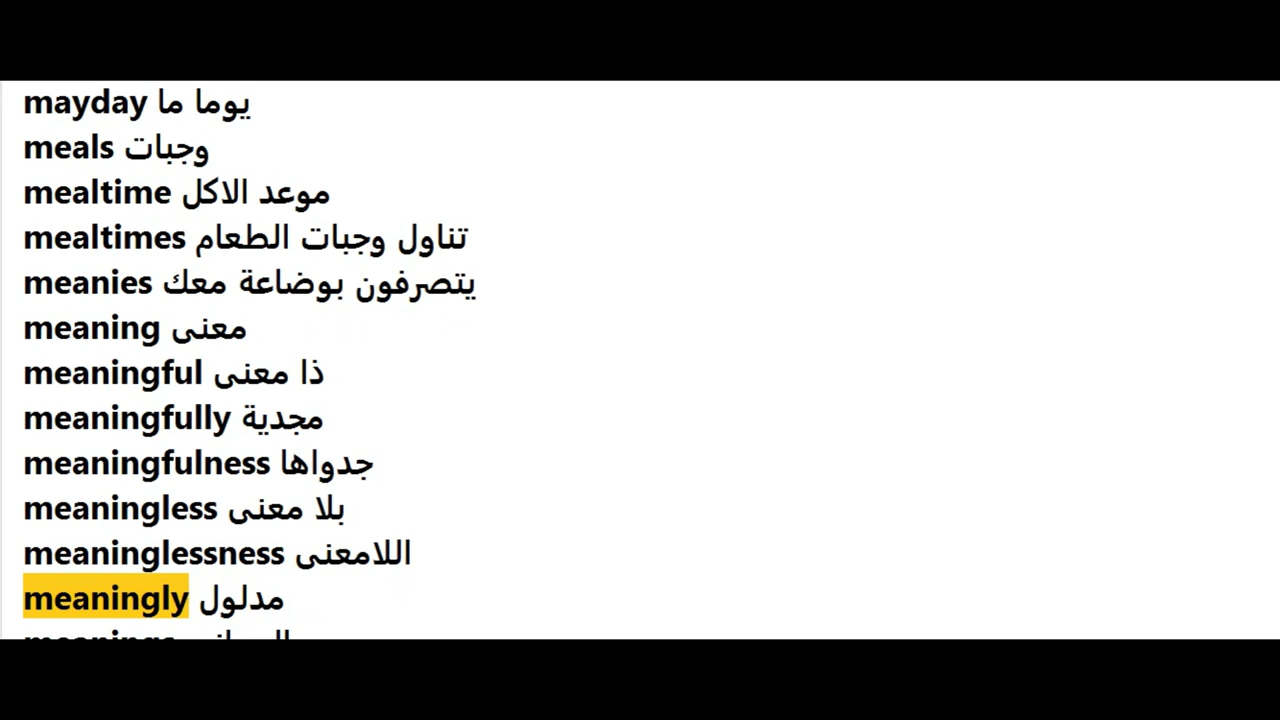 mayday يوما ما
meals وجبات
mealtime موعد الاكل
mealtimes تناول وجبات الطعام
meanies يتصرفون بوضاعة معك
meaning معنى
meaningful ذا معنى
meaningfully مجدية
meaningfulness جدواها
meaningless بلا معنى
meaninglessness اللامعنى
meaningly مدلول
meanings